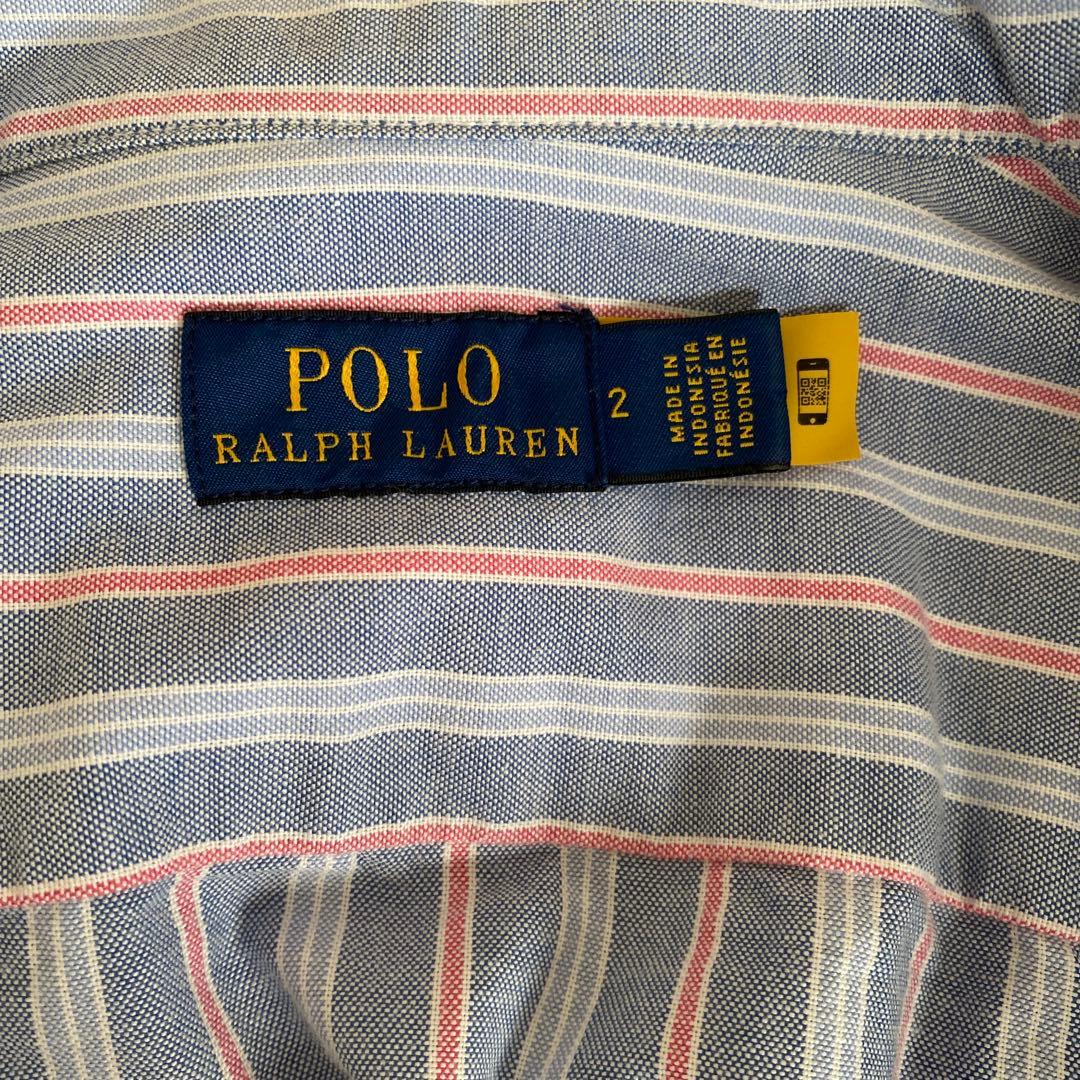 POLO
RALPH LAUREN
2
MADE IN
INDONESIA
FABRIQUÉ EN
INDONÉSIE